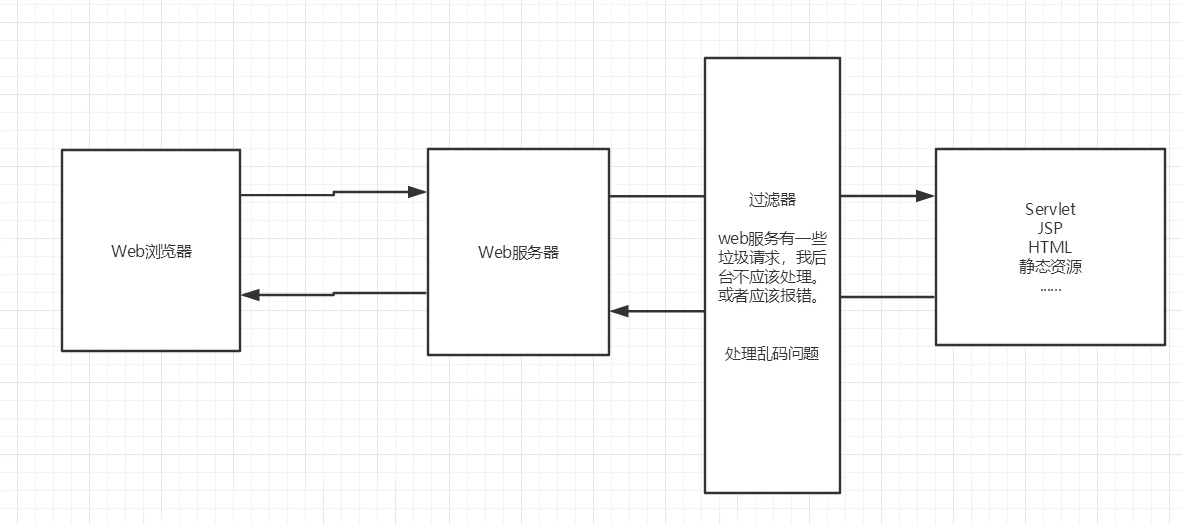 Web浏览器
Web服务器
过滤器
web服务有一些
垃圾请求，我后
台不应该处理。
或者应该报错。
处理乱码问题
Servlet
JSP
HTML
静态资源
......